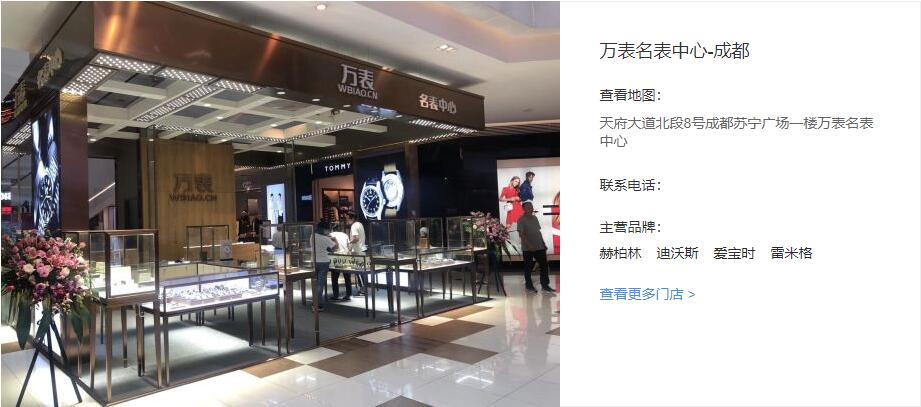 万表
WBIAO.CN
名表中心
万表
WBIAO.CN
TOMMY
万表名表中心-成都
查看地图：
天府大道北段8号成都苏宁广场一楼万表名表
中心
联系电话：
主营品牌：
赫柏林 迪沃斯 爱宝时 雷米格
查看更多门店 >